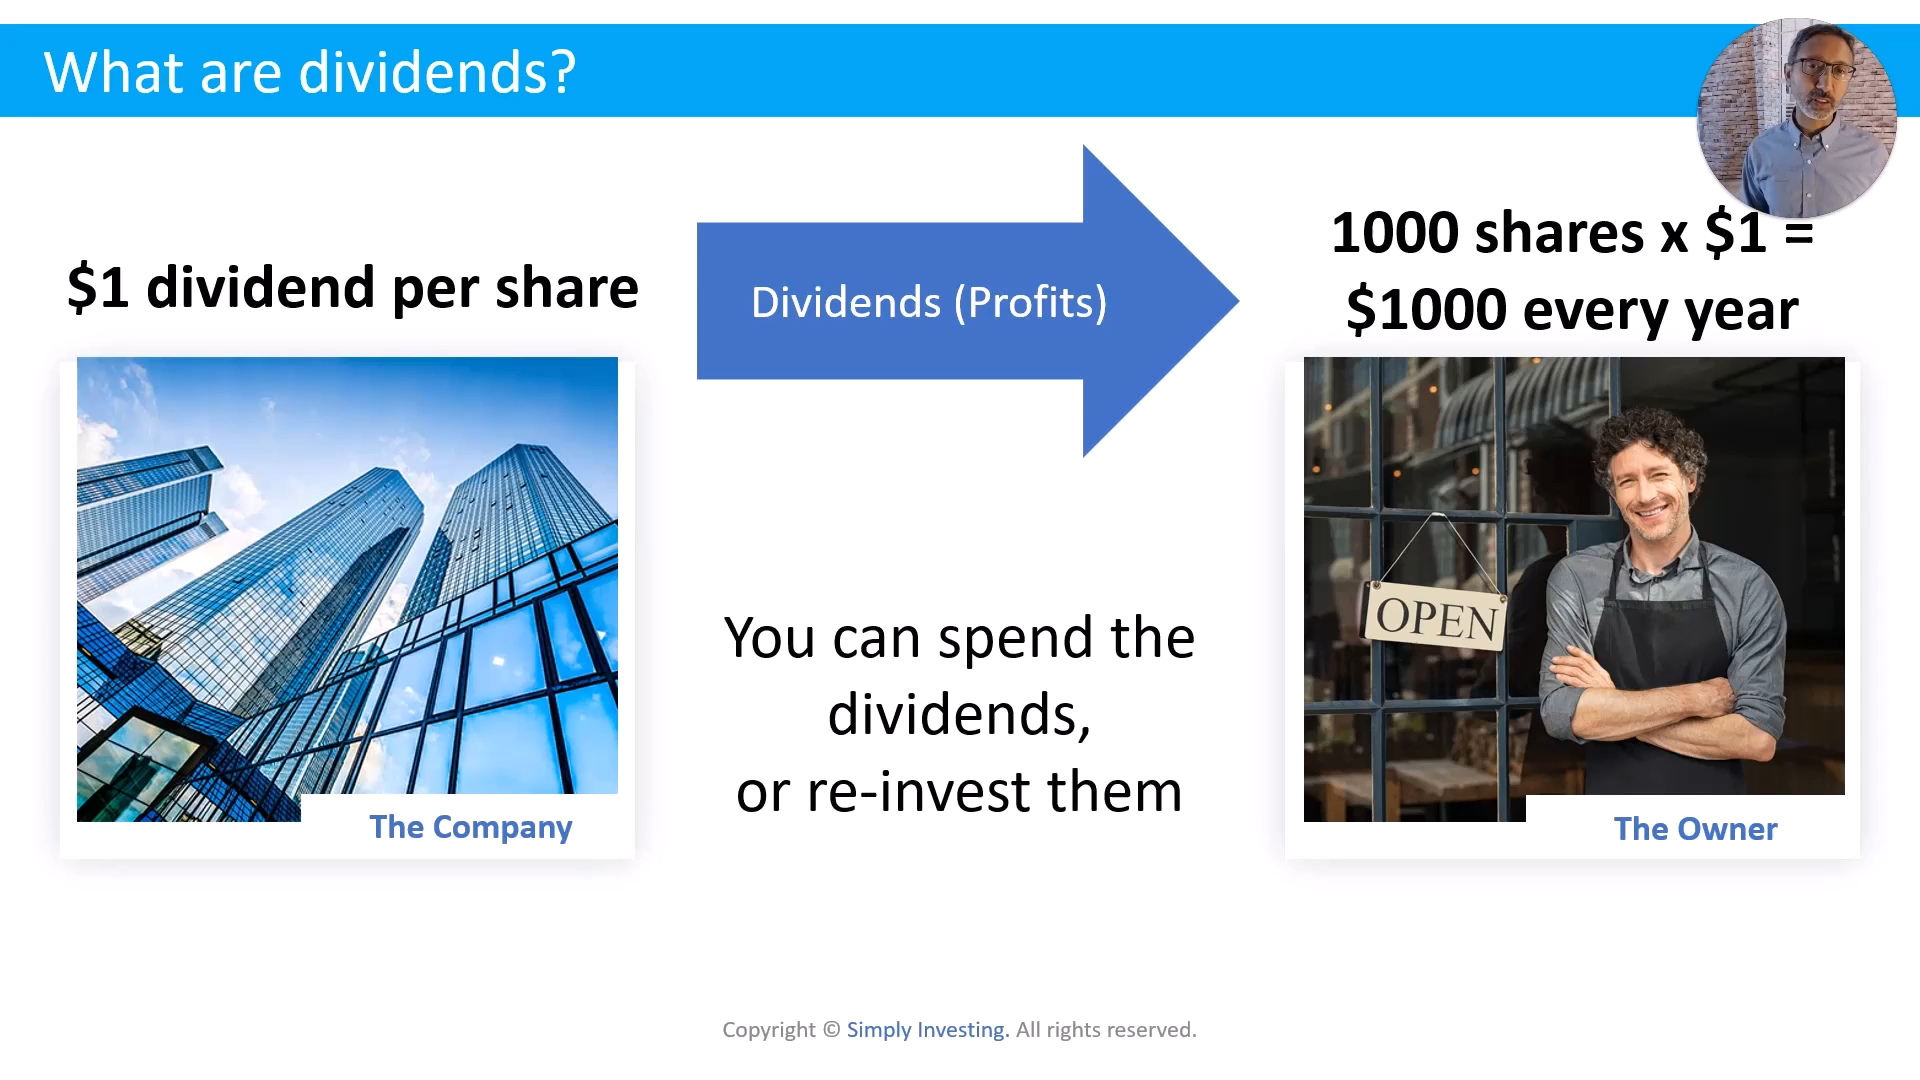 What are dividends?
$1 dividend per share
Dividends (Profits)
1000 shares x $1 =
$1000 every year
OPEN
You can spend the
dividends,
or re-invest them
The Company
The Owner
Copyright © Simply Investing. All rights reserved.